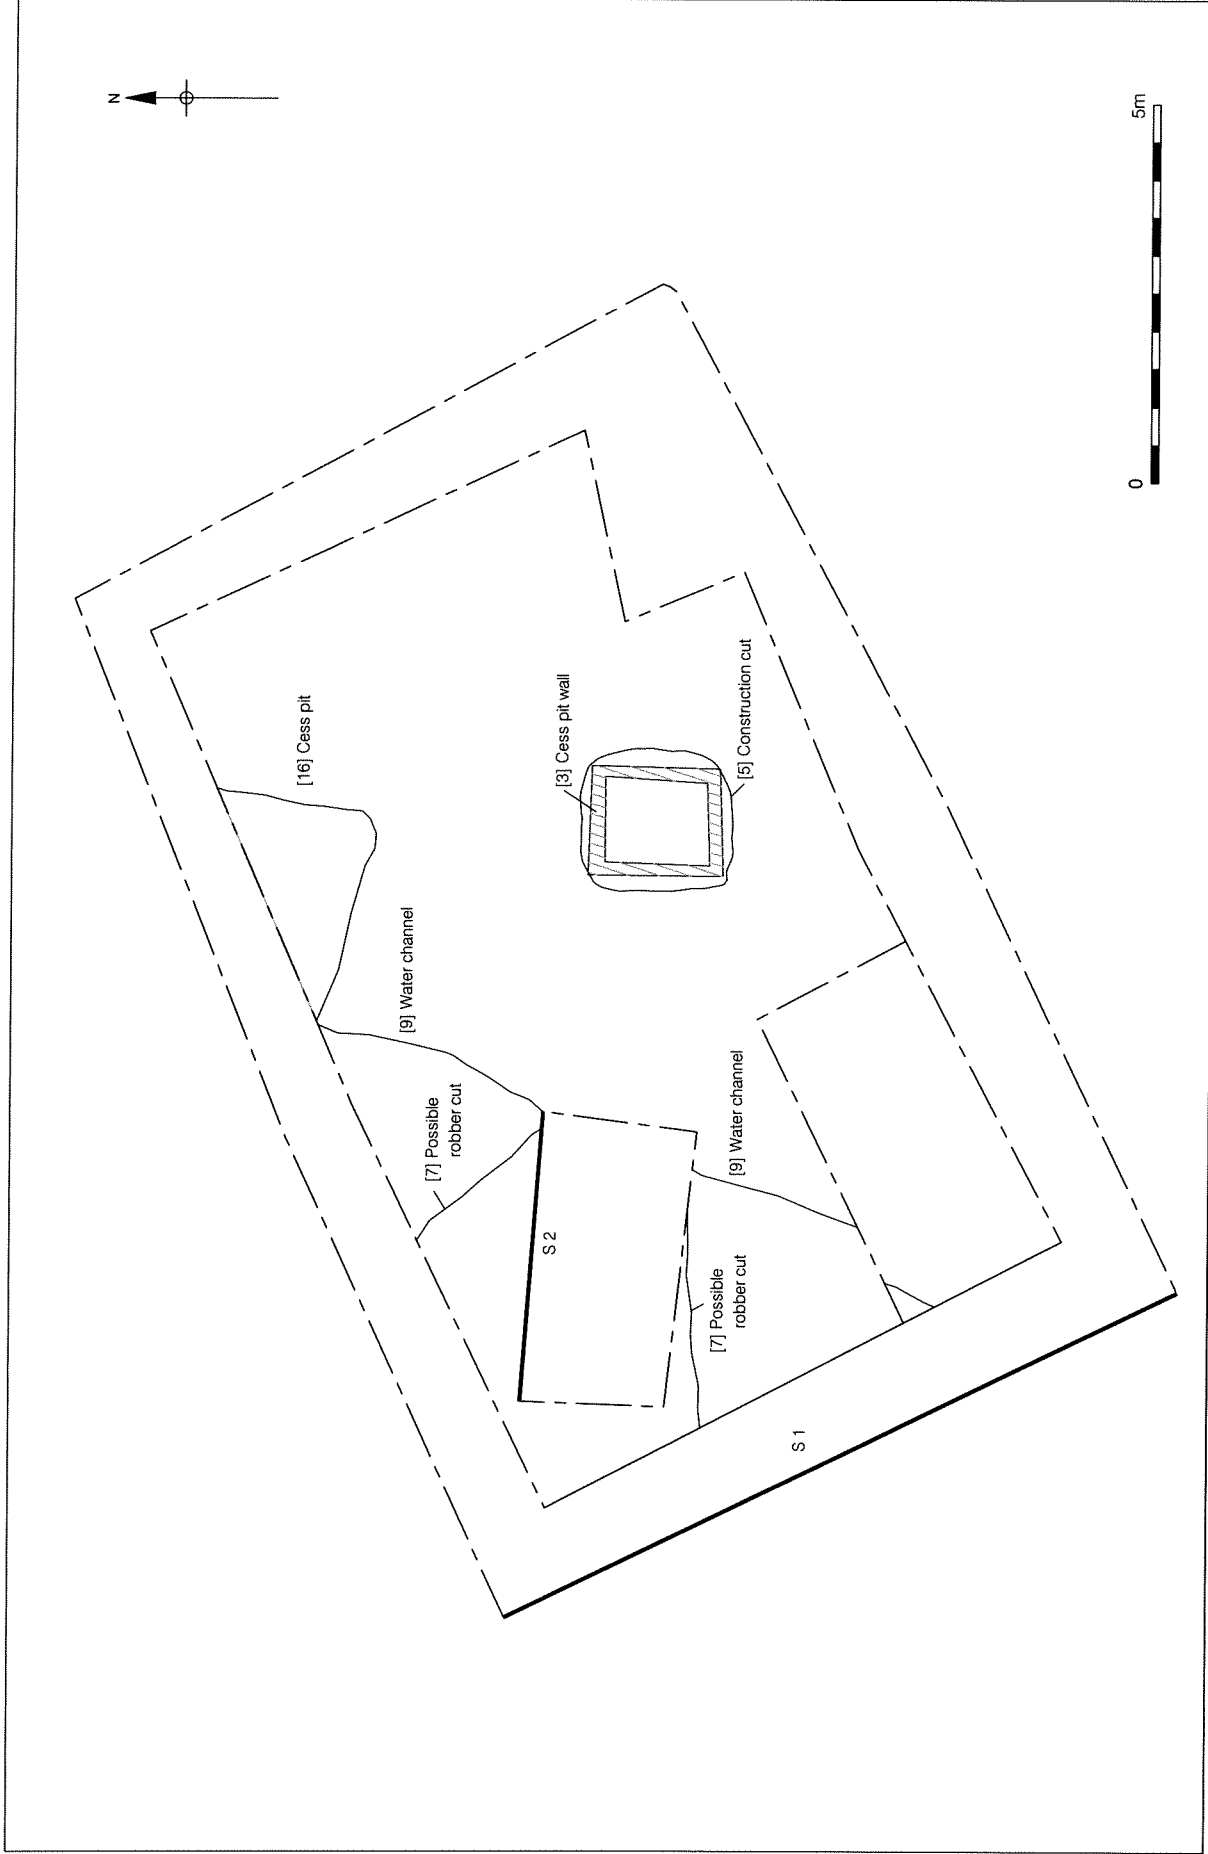 N
[16] Cess pit
[9] Water channel
[7] Possible
robber cut
[3] Cess pit wall
[5] Construction cut
S 2
[9] Water channel
[7] Possible
robber cut
S 1
0
5m